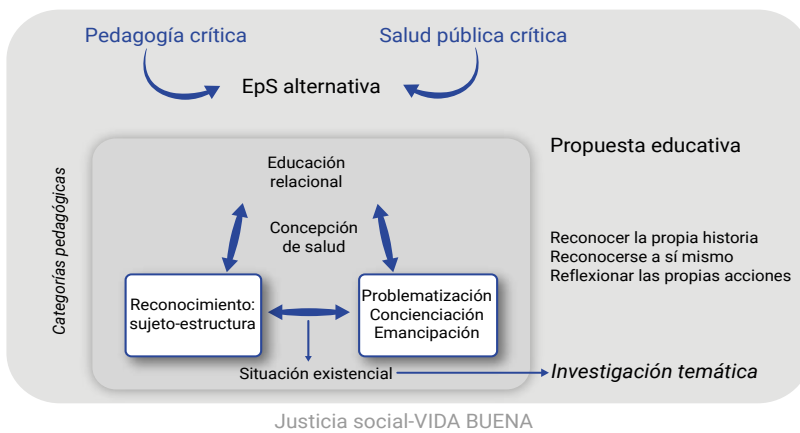 Pedagogía crítica
Salud pública crítica
EpS alternativa
Categorías pedagógicas
Educación
relacional
Concepción
de salud
Reconocimiento:
sujeto-estructura
Problematización
Concienciación
Emancipación
Situación existencial
Propuesta educativa
Reconocer la propia historia
Reconocerse a sí mismo
Reflexionar las propias acciones
Investigación temática
Justicia social-VIDA BUENA